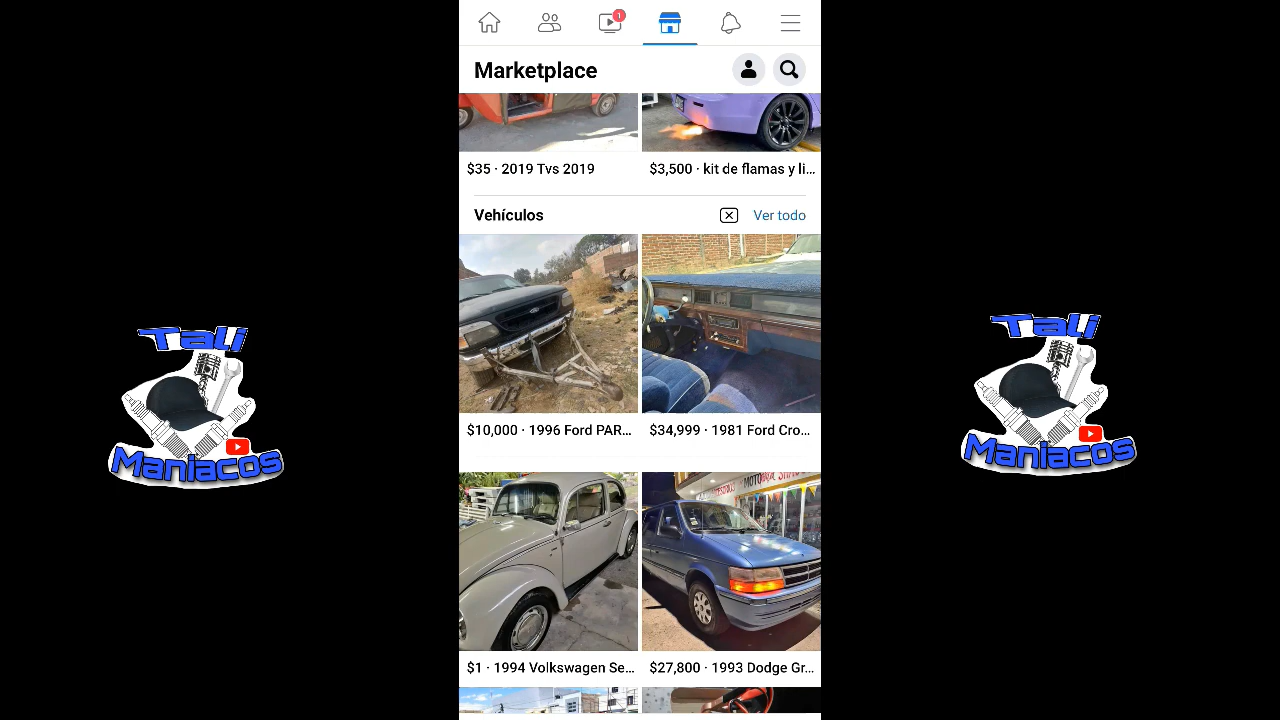 1
Marketplace
$35 · 2019 Tvs 2019
$3,500 · kit de flamas y li...
Vehículos
Ver todo
$10,000 · 1996 Ford PAR...
$34,999 · 1981 Ford Cro...
$1 · 1994 Volkswagen Se...
$27,800 · 1993 Dodge Gr...
Tali
Maniacos
Tali
Maniacos